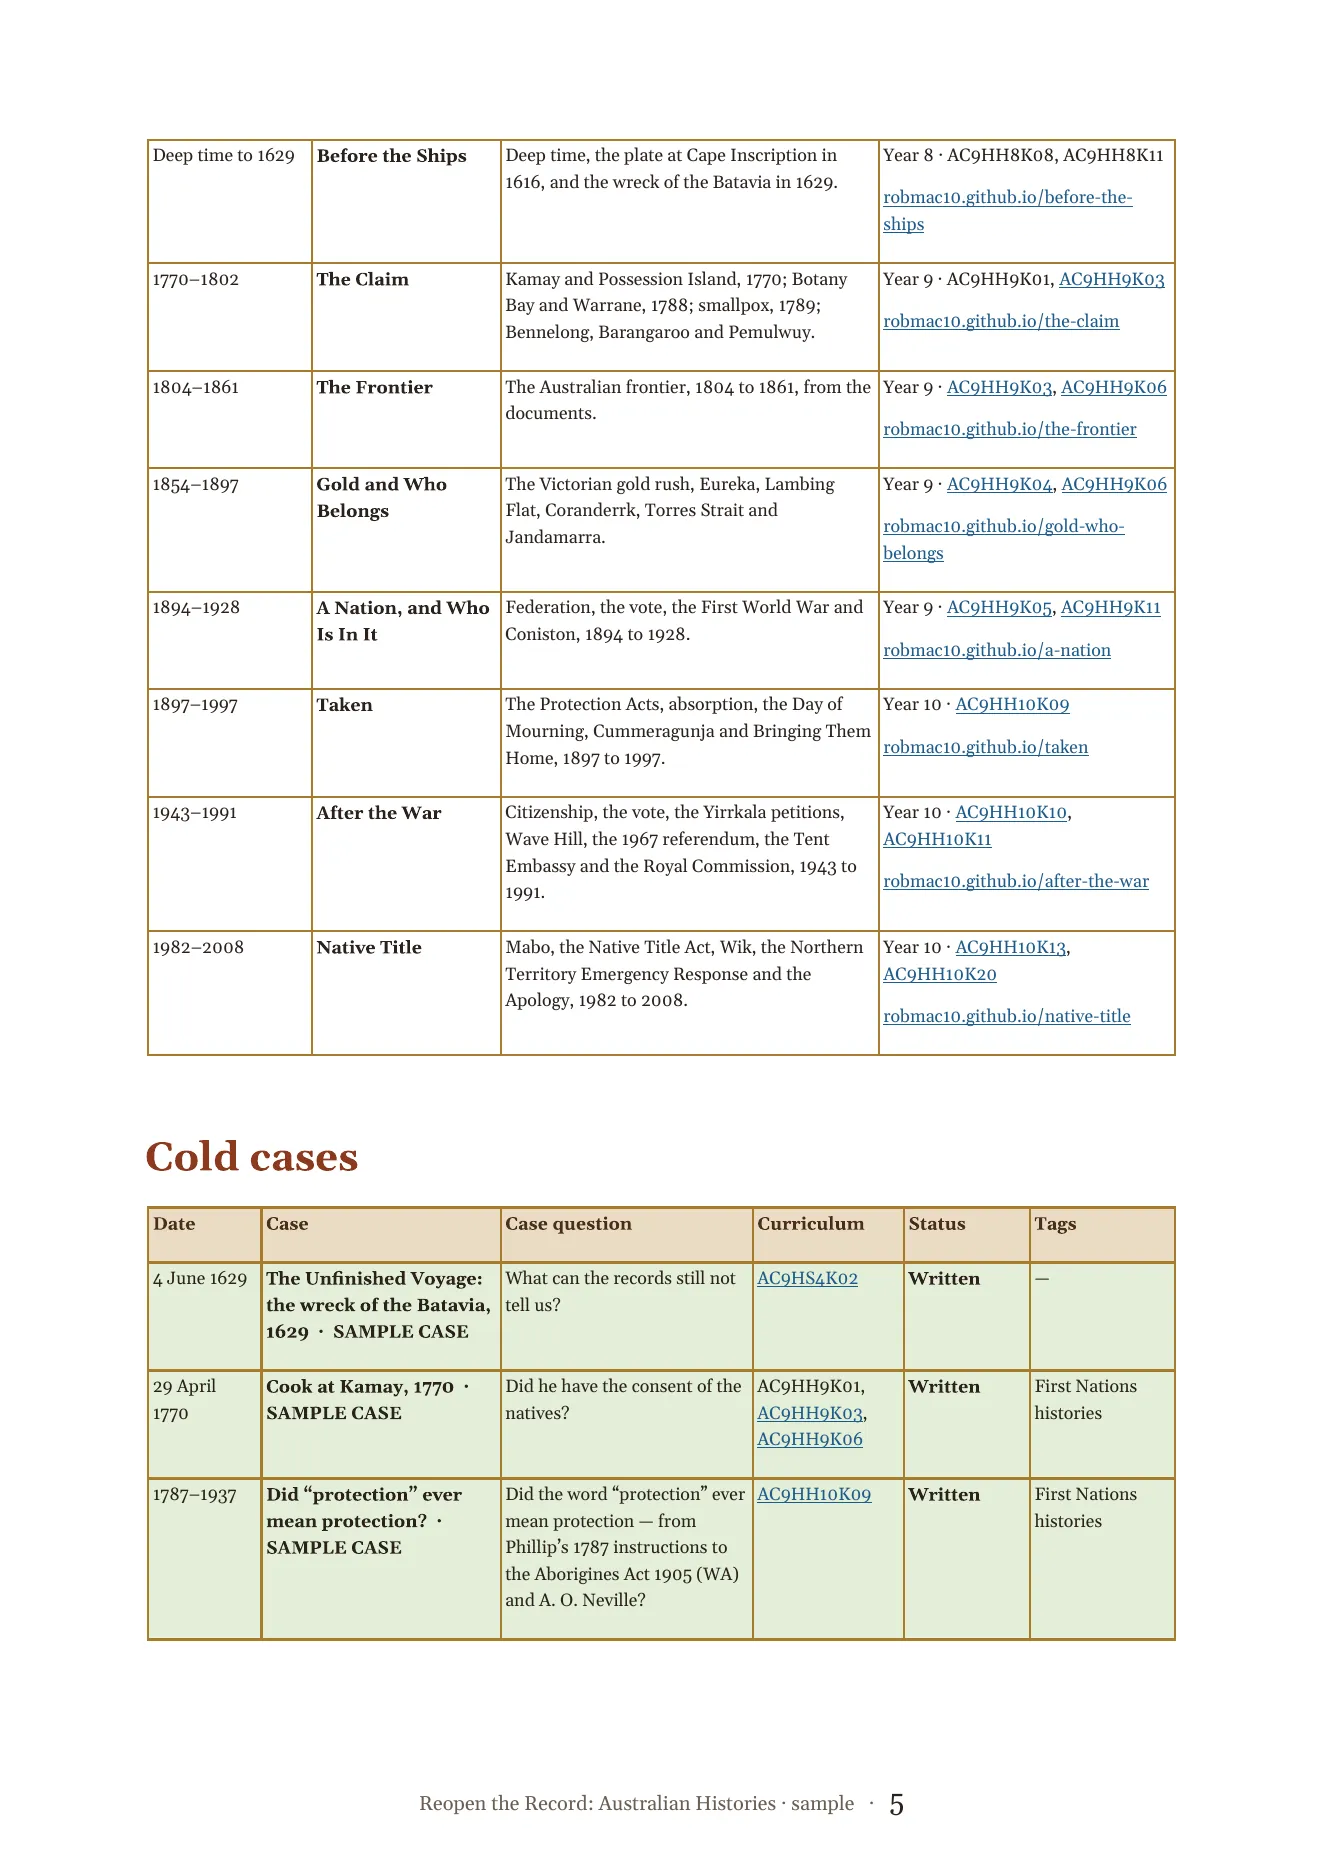 Deep time to 1629
Before the Ships
Deep time, the plate at Cape Inscription in
1616, and the wreck of the Batavia in 1629.
Year 8 · AC9HH8K08, AC9HH8K11
robmac10.github.io/before-the-
ships
1770–1802
The Claim
Kamay and Possession Island, 1770; Botany
Bay and Warrane, 1788; smallpox, 1789;
Bennelong, Barangaroo and Pemulwuy.
Year 9 · AC9HH9K01, AC9HH9K03
robmac10.github.io/the-claim
1804–1861
The Frontier
The Australian frontier, 1804 to 1861, from the
documents.
Year 9 · AC9HH9K03, AC9HH9K06
robmac10.github.io/the-frontier
1854–1897
Gold and Who
Belongs
The Victorian gold rush, Eureka, Lambing
Flat, Coranderrk, Torres Strait and
Jandamarra.
Year 9 · AC9HH9K04, AC9HH9K06
robmac10.github.io/gold-who-
belongs
1894–1928
A Nation, and Who
Is In It
Federation, the vote, the First World War and
Coniston, 1894 to 1928.
Year 9 · AC9HH9K05, AC9HH9K11
robmac10.github.io/a-nation
1897–1997
Taken
The Protection Acts, absorption, the Day of
Mourning, Cummeragunja and Bringing Them
Home, 1897 to 1997.
Year 10 · AC9HH10K09
robmac10.github.io/taken
1943–1991
After the War
Citizenship, the vote, the Yirrkala petitions,
Wave Hill, the 1967 referendum, the Tent
Embassy and the Royal Commission, 1943 to
1991.
Year 10 · AC9HH10K10,
AC9HH10K11
robmac10.github.io/after-the-war
1982–2008
Native Title
Mabo, the Native Title Act, Wik, the Northern
Territory Emergency Response and the
Apology, 1982 to 2008.
Year 10 · AC9HH10K13,
AC9HH10K20
robmac10.github.io/native-title
Cold cases
Date
Case
Case question
Curriculum
Status
Tags
4 June 1629
The Unfinished Voyage:
the wreck of the Batavia,
1629 · SAMPLE CASE
What can the records still not
tell us?
AC9HS4K02
Written
—
29 April
1770
Cook at Kamay, 1770 ·
SAMPLE CASE
Did he have the consent of the
natives?
AC9HH9K01,
AC9HH9K03,
AC9HH9K06
Written
First Nations
histories
1787–1937
Did “protection” ever
mean protection? ·
SAMPLE CASE
Did the word “protection” ever
mean protection — from
Phillip’s 1787 instructions to
the Aborigines Act 1905 (WA)
and A. O. Neville?
AC9HH10K09
Written
First Nations
histories
Reopen the Record: Australian Histories · sample · 5